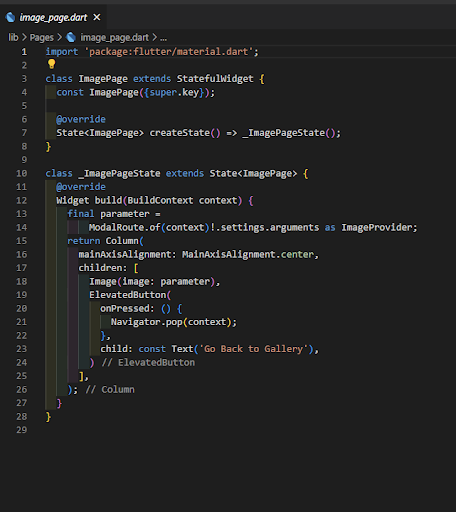 image_page.dart ×
lib > Pages > image_page.dart > ...
1 import 'package:flutter/material.dart';
2
3 class ImagePage extends StatefulWidget {
4   const ImagePage({super.key});
5
6   @override
7   State<ImagePage> createState() => _ImagePageState();
8 }
9
10 class _ImagePageState extends State<ImagePage> {
11   @override
12   Widget build(BuildContext context) {
13     final parameter =
14         ModalRoute.of(context)!.settings.arguments as ImageProvider;
15     return Column(
16       mainAxisAlignment: MainAxisAlignment.center,
17       children: [
18         Image(image: parameter),
19         ElevatedButton(
20           onPressed: () {
21             Navigator.pop(context);
22           },
23           child: const Text('Go Back to Gallery'),
24         ) // ElevatedButton
25       ],
26     ); // Column
27   }
28 }
29